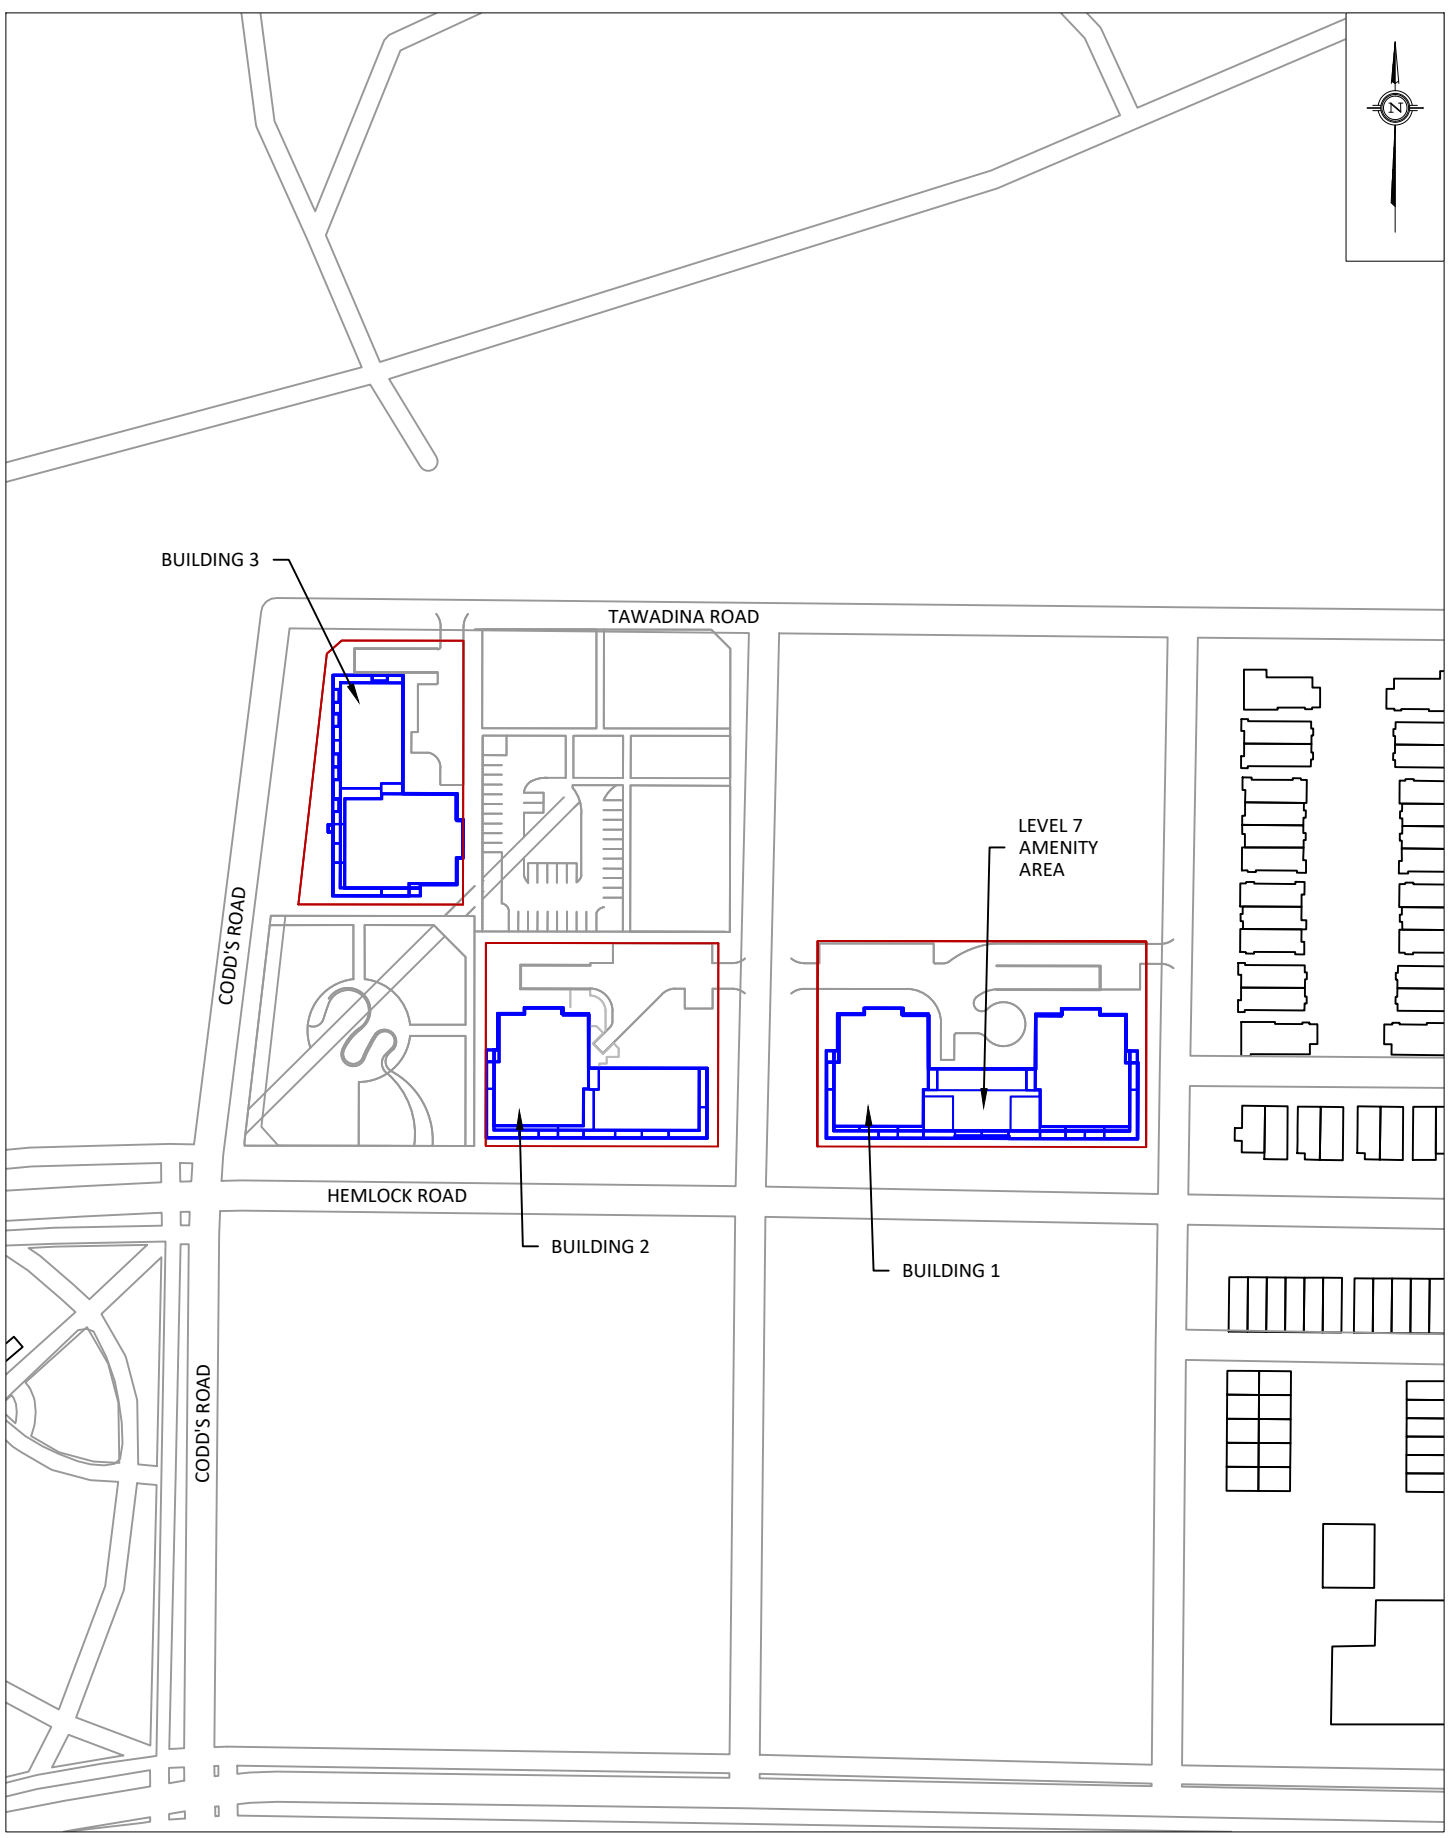 N
BUILDING 3
TAWADINA ROAD
LEVEL 7
AMENITY
AREA
CODD'S ROAD
HEMLOCK ROAD
BUILDING 2
BUILDING 1
CODD'S ROAD